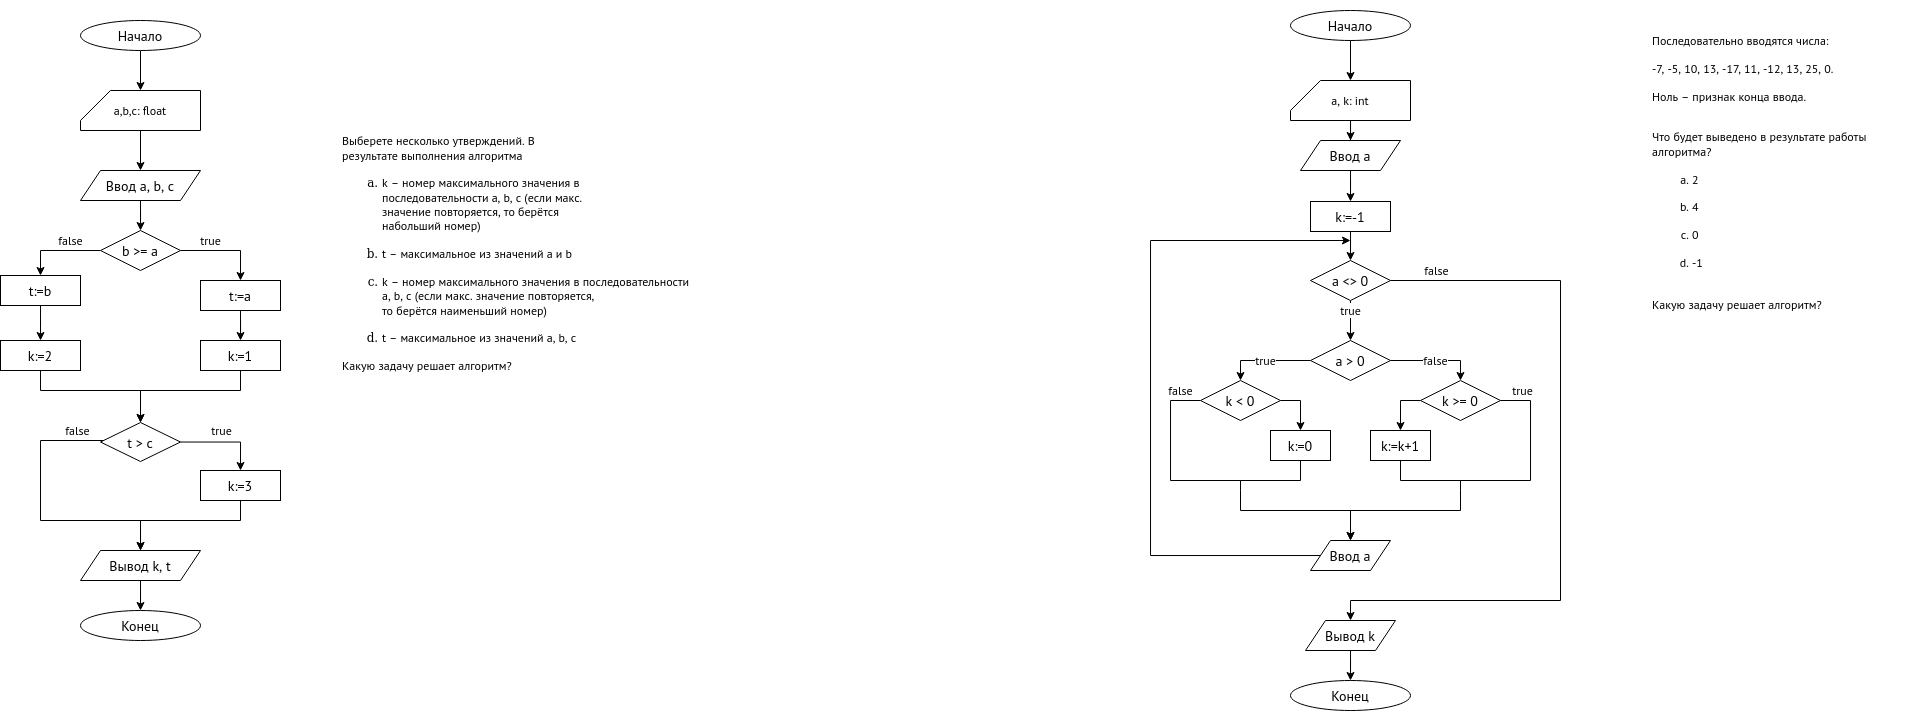 Начало
a,b,c: float
Ввод a, b, c
b >= a
false
true
t:=b
t:=a
k:=2
k:=1
t > c
false
true
k:=3
Вывод k, t
Конец
Выберете несколько утверждений. В
результате выполнения алгоритма
a. k – номер максимального значения в
последовательности a, b, c (если макс.
значение повторяется, то берётся
набольший номер)
b. t – максимальное из значений a и b
c. k – номер максимального значения в последовательности
a, b, c (если макс. значение повторяется,
то берётся наименьший номер)
d. t – максимальное из значений a, b, c
Какую задачу решает алгоритм?
Начало
a, k: int
Ввод a
k:=-1
a <> 0
false
true
a > 0
true
false
false
k < 0
k >= 0
true
k:=0
k:=k+1
Ввод a
Вывод k
Конец
Последовательно вводятся числа:
-7, -5, 10, 13, -17, 11, -12, 13, 25, 0.
Ноль – признак конца ввода.
Что будет выведено в результате работы
алгоритма?
a. 2
b. 4
c. 0
d. -1
Какую задачу решает алгоритм?